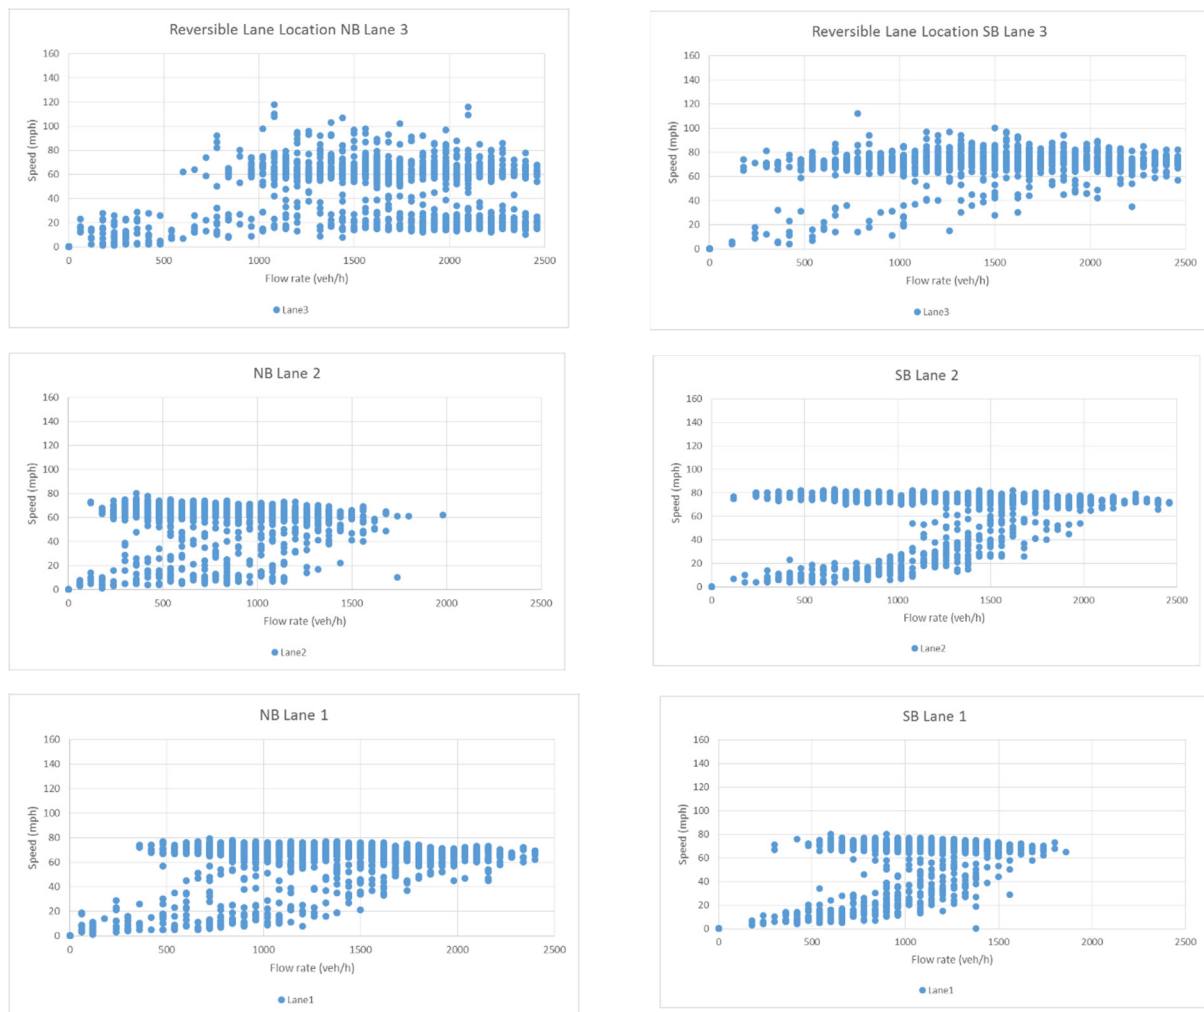 Reversible Lane Location NB Lane 3
160
140
120
100
80
60
40
20
0
Speed (mph)
0 500 1000 1500 2000 2500
Flow rate (veh/h)
Lane3
Reversible Lane Location SB Lane 3
160
140
120
100
80
60
40
20
0
Speed (mph)
0 500 1000 1500 2000 2500
Flow rate (veh/h)
Lane3
NB Lane 2
160
140
120
100
80
60
40
20
0
Speed (mph)
0 500 1000 1500 2000 2500
Flow rate (veh/h)
Lane2
SB Lane 2
160
140
120
100
80
60
40
20
0
Speed (mph)
0 500 1000 1500 2000 2500
Flow rate (veh/h)
Lane2
NB Lane 1
160
140
120
100
80
60
40
20
0
Speed (mph)
0 500 1000 1500 2000 2500
Flow rate (veh/h)
Lane1
SB Lane 1
160
140
120
100
80
60
40
20
0
Speed (mph)
0 500 1000 1500 2000 2500
Flow rate (veh/h)
Lane1